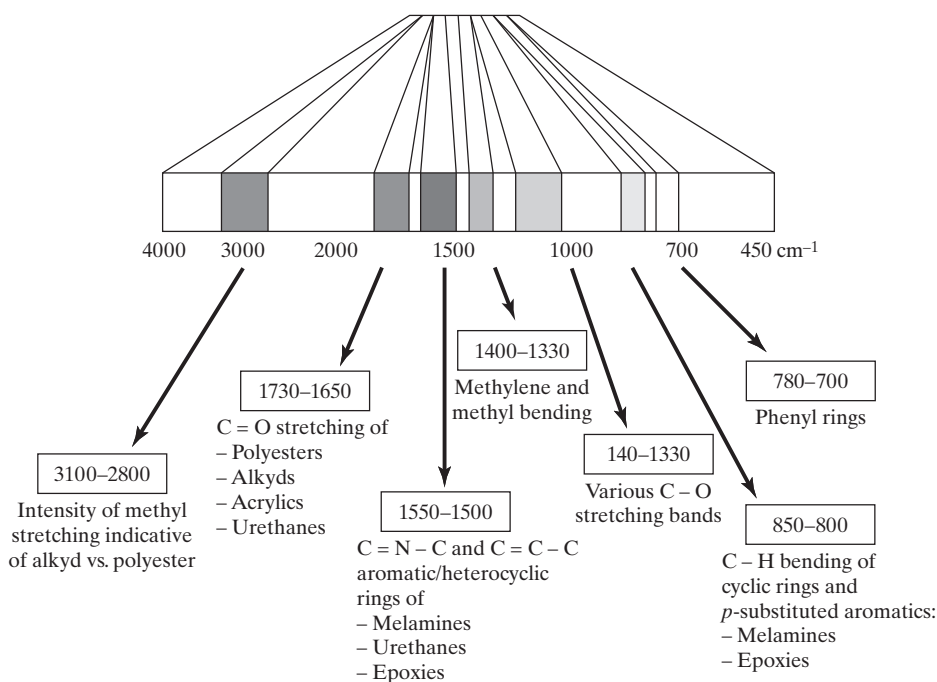 4000 3000 2000 1500 1000 700 450 cm⁻¹
1400–1330
Methylene and
methyl bending
780–700
Phenyl rings
1730–1650
C = O stretching of
– Polyesters
– Alkyds
– Acrylics
– Urethanes
140–1330
Various C – O
stretching bands
3100–2800
Intensity of methyl
stretching indicative
of alkyd vs. polyester
1550–1500
C = N – C and C = C – C
aromatic/heterocyclic
rings of
– Melamines
– Urethanes
– Epoxies
850–800
C – H bending of
cyclic rings and
p-substituted aromatics:
– Melamines
– Epoxies